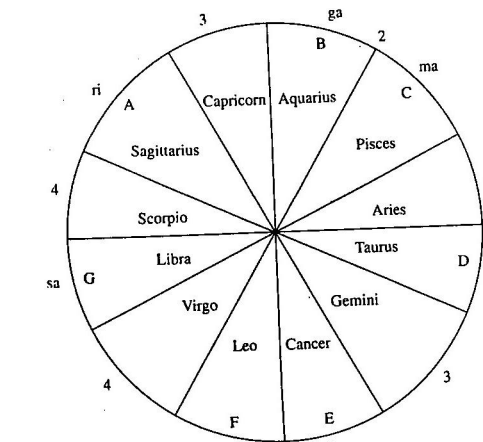 3
ga
B
2
ma
ri
A
C
Capricorn
Aquarius
Pisces
Sagittarius
4
Scorpio
Aries
Taurus
D
Libra
sa
G
Virgo
Gemini
Leo
Cancer
4
3
F
E